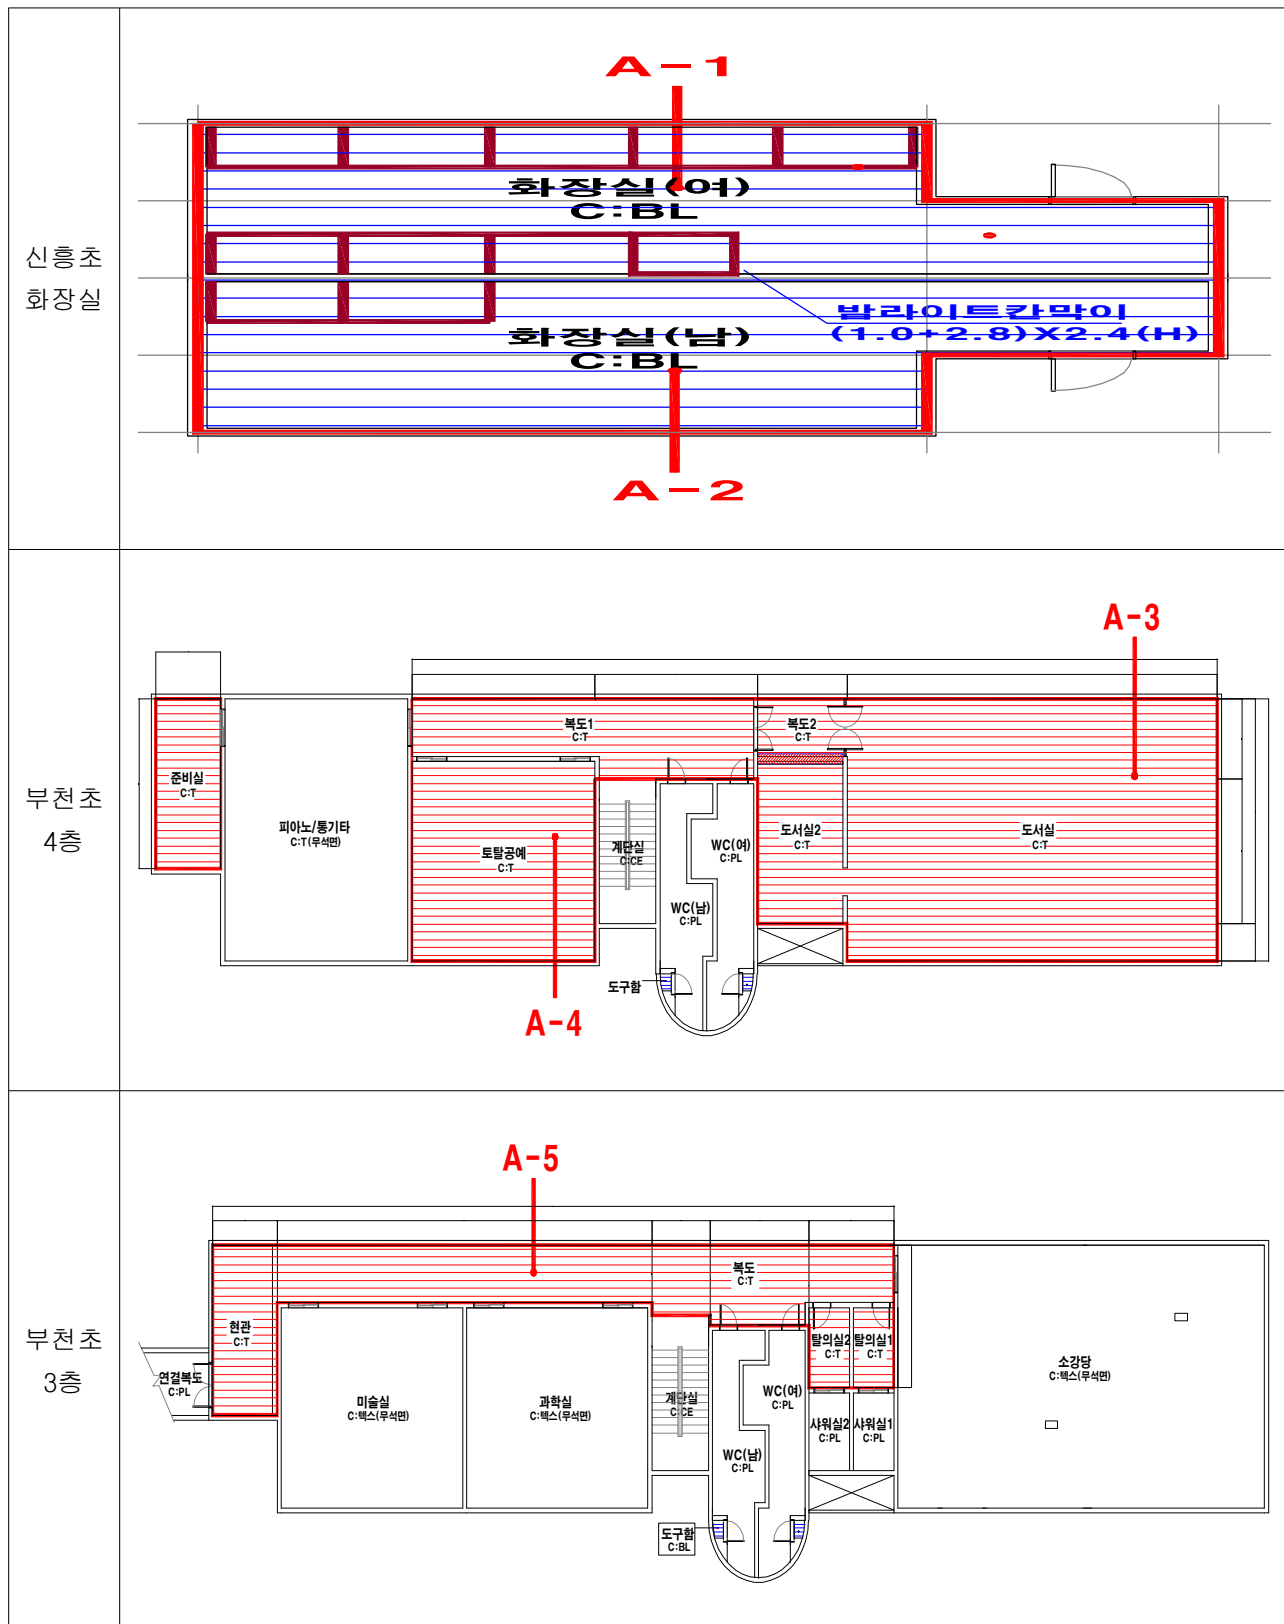 신흥초
화장실
A-1
화장실(여)
C:BL
밤라이트칸막이
(1.0+2.8)X2.4(H)
화장실(남)
C:BL
A-2
부천초
4층
A-3
복도1
C:T
복도2
C:T
준비실
C:T
피아노/통기타
C:T(무석면)
토탈공예
C:T
계단실
C:CE
WC(여)
C:PL
WC(남)
C:PL
도서실2
C:T
도서실
C:T
도구함
A-4
부천초
3층
A-5
복도
C:T
현관
C:T
연결복도
C:PL
미술실
C:텍스(무석면)
과학실
C:텍스(무석면)
계단실
C:CE
WC(여)
C:PL
WC(남)
C:PL
탈의실2
C:T
탈의실1
C:T
샤워실2
C:PL
샤워실1
C:PL
소강당
C:텍스(무석면)
도구함
C:BL